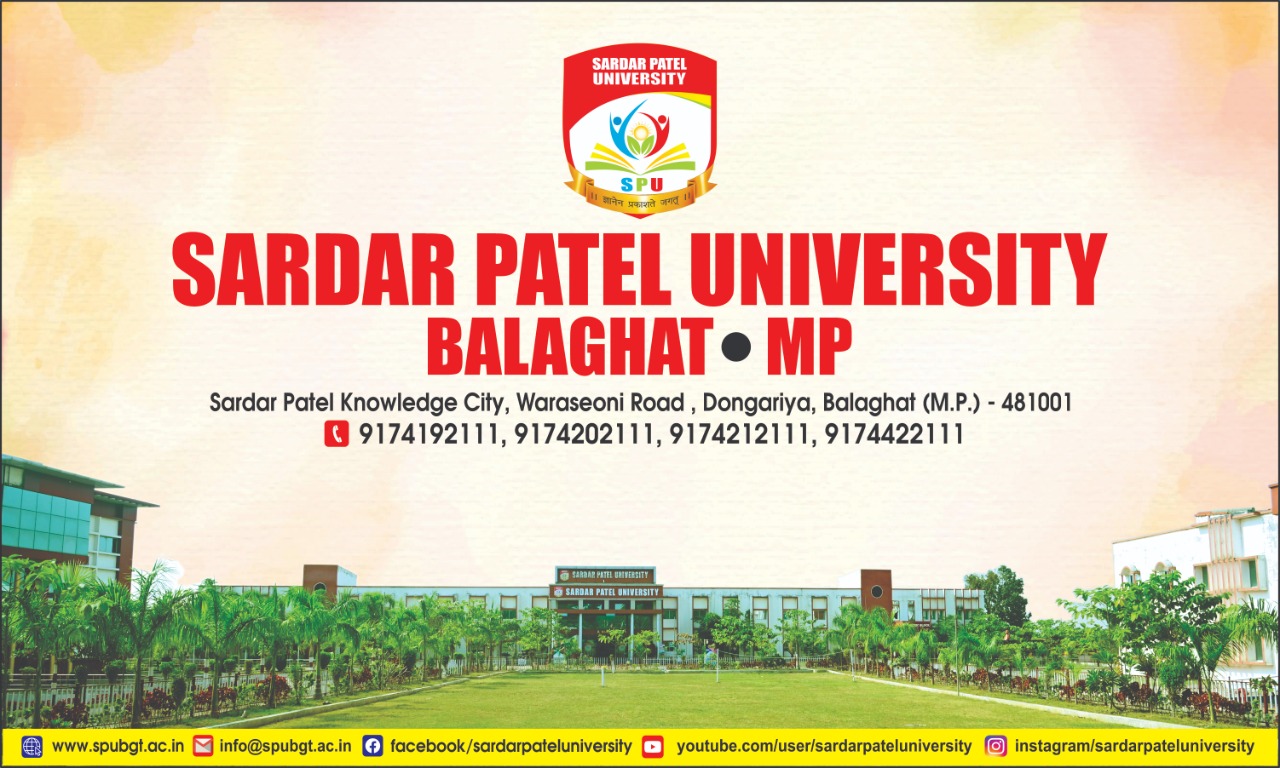 SARDAR PATEL
UNIVERSITY
SPU
।। ज्ञानेन प्रकाशते जगत् ।।
SARDAR PATEL UNIVERSITY
BALAGHAT • MP
Sardar Patel Knowledge City, Waraseoni Road , Dongariya, Balaghat (M.P.) - 481001
9174192111, 9174202111, 9174212111, 9174422111
SARDAR PATEL UNIVERSITY
SARDAR PATEL UNIVERSITY
www.spubgt.ac.in info@spubgt.ac.in facebook/sardarpateluniversity youtube.com/user/sardarpateluniversity instagram/sardarpateluniversity